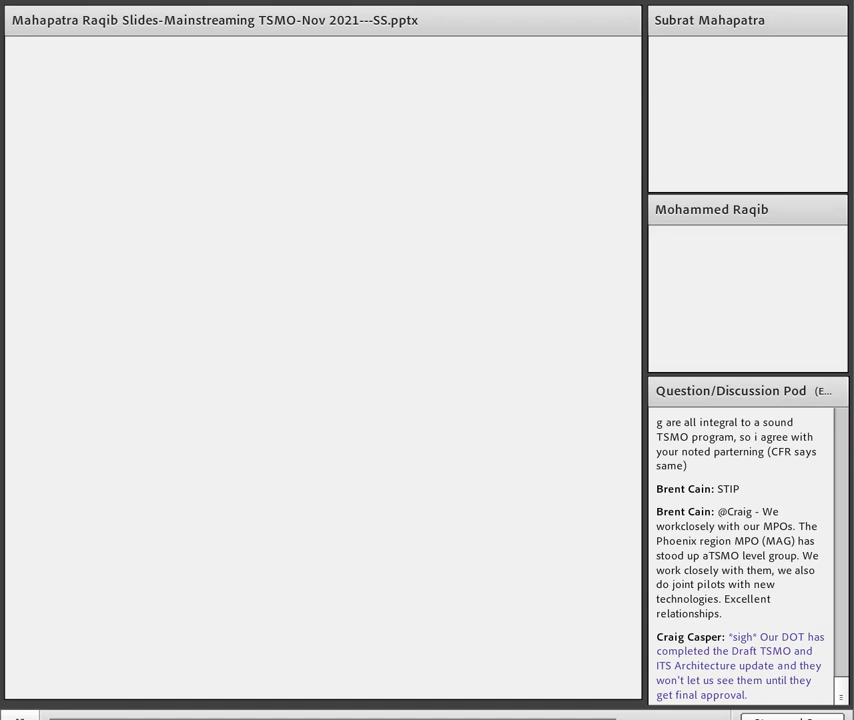 Mahapatra Raqib Slides-Mainstreaming TSMO-Nov 2021---SS.pptx
Subrat Mahapatra
Mohammed Raqib
Question/Discussion Pod (E...
g are all integral to a sound
TSMO program, so i agree with
your noted parterning (CFR says
same)
Brent Cain: STIP
Brent Cain: @Craig - We
workclosely with our MPOs. The
Phoenix region MPO (MAG) has
stood up aTSMO level group. We
work closely with them, we also
do joint pilots with new
technologies. Excellent
relationships.
Craig Casper: *sigh* Our DOT has
completed the Draft TSMO and
ITS Architecture update and they
won't let us see them until they
get final approval.